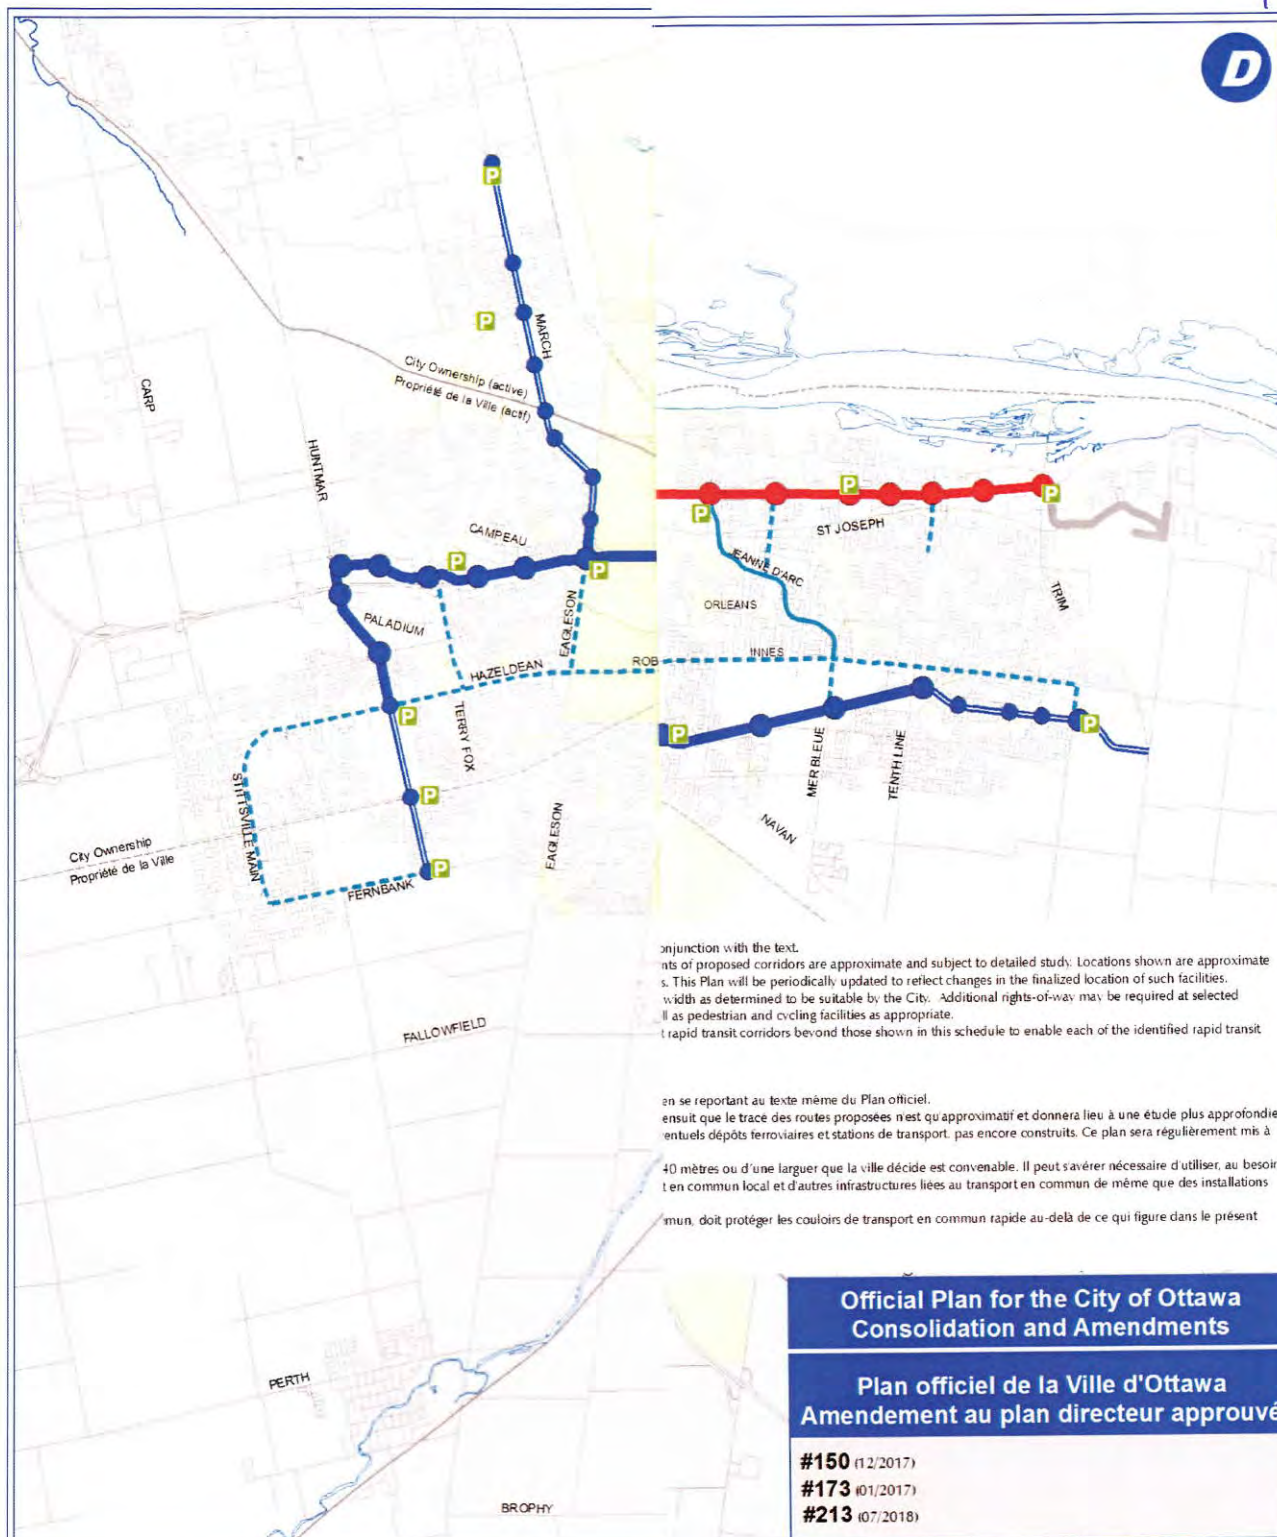 D
P
MARCH
P
City Ownership (active)
Propriété de la Ville (actif)
CARP
HUNTMAR
CAMPEAU
P
P
PALADIUM
EAGLESON
HAZELDEAN
ROB
P
TERRY FOX
P
STITTSVILLE MAIN
EAGLESON
City Ownership
Propriété de la Ville
P
FERNBANK
FALLOWFIELD
PERTH
BROPHY
P
P
P
ST JOSEPH
JEANNE D'ARC
ORLEANS
TRIM
INNES
P
P
MER BLEUE
TENTH LINE
NAVAN
onjunction with the text.
nts of proposed corridors are approximate and subject to detailed study. Locations shown are approximate
s. This Plan will be periodically updated to reflect changes in the finalized location of such facilities.
width as determined to be suitable by the City. Additional rights-of-way may be required at selected
ll as pedestrian and cycling facilities as appropriate.
t rapid transit corridors beyond those shown in this schedule to enable each of the identified rapid transit
en se reportant au texte même du Plan officiel.
ensuit que le tracé des routes proposées n'est qu'approximatif et donnera lieu à une étude plus approfondie
entuels dépôts ferroviaires et stations de transport. pas encore construits. Ce plan sera régulièrement mis à
40 mètres ou d'une larguer que la ville décide est convenable. Il peut s'avérer nécessaire d'utiliser, au besoin
t en commun local et d'autres infrastructures liées au transport en commun de même que des installations
mun, doit protéger les couloirs de transport en commun rapide au-delà de ce qui figure dans le présent
Official Plan for the City of Ottawa
Consolidation and Amendments
Plan officiel de la Ville d'Ottawa
Amendement au plan directeur approuvé
#150 (12/2017)
#173 (01/2017)
#213 (07/2018)